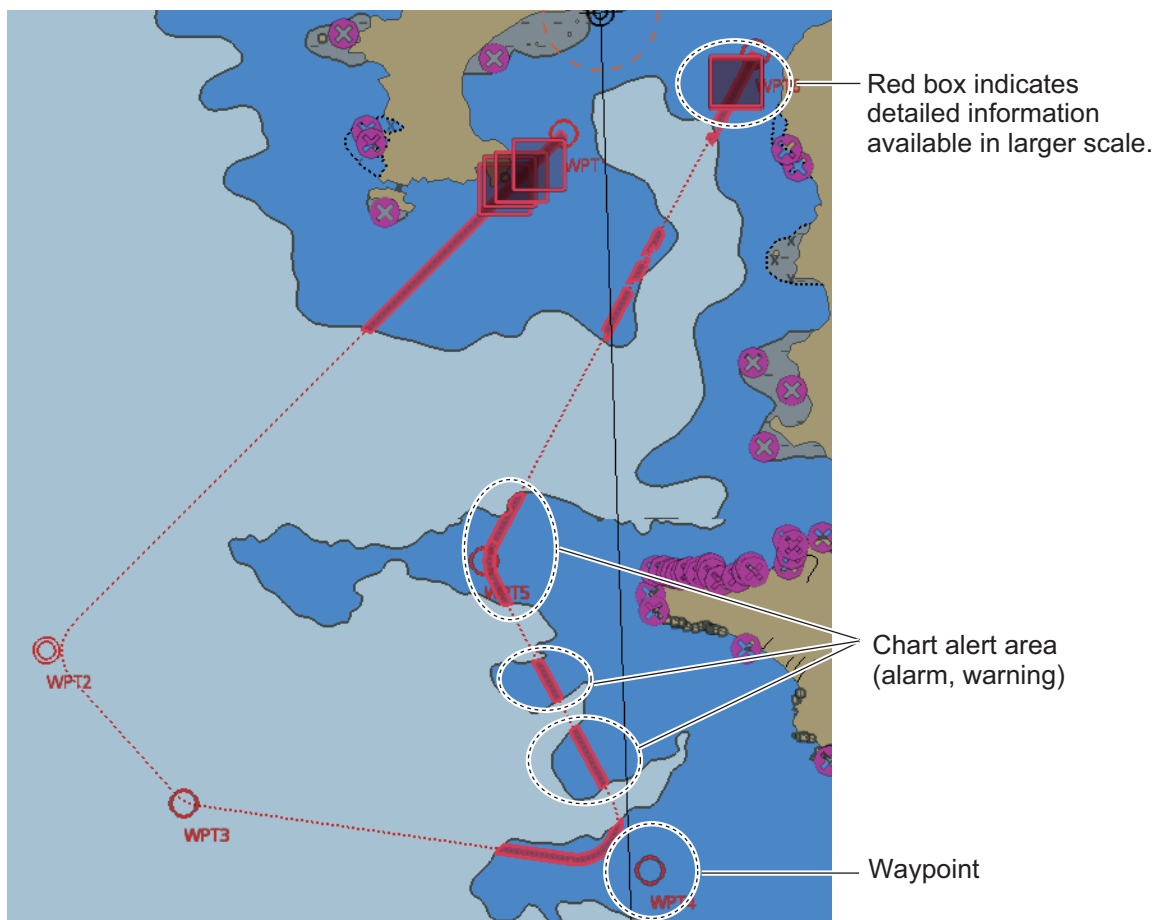 Red box indicates
detailed information
available in larger scale.
WPT
WPT5
WPT2
Chart alert area
(alarm, warning)
WPT3
Waypoint
WPT4